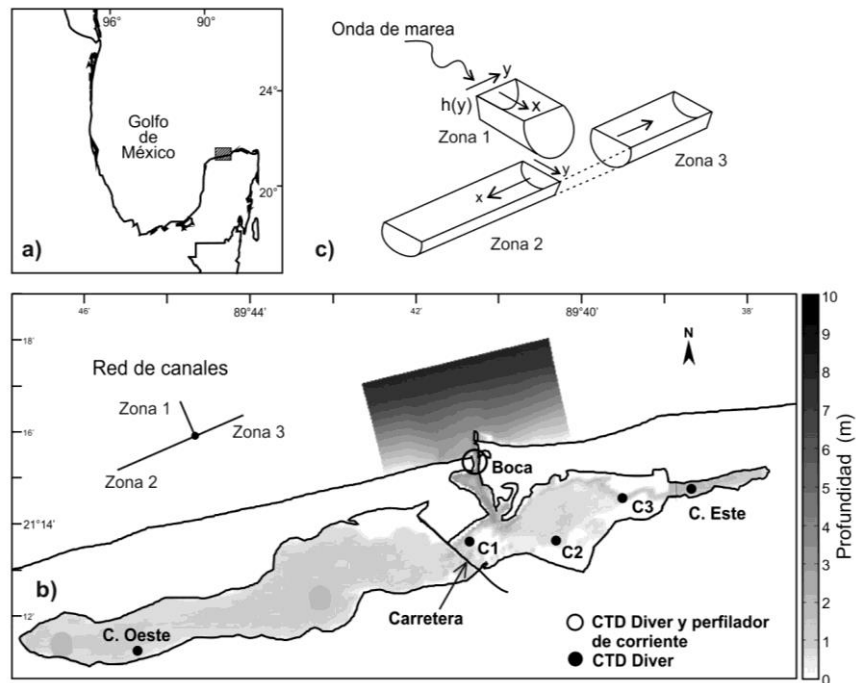 96°
90°
24°
20°
Golfo
de
México
a)
Onda de marea
y
h(y)
x
Zona 1
Zona 3
y
x
Zona 2
c)
46'
89°44'
42'
89°40'
38'
18'
16'
21°14'
12'
Red de canales
Zona 1
Zona 3
Zona 2
N
Boca
C1
C2
C3
C. Este
C. Oeste
Carretera
b)
CTD Diver y perfilador
de corriente
CTD Diver
10
9
8
7
6
5
4
3
2
1
0
Profundidad (m)